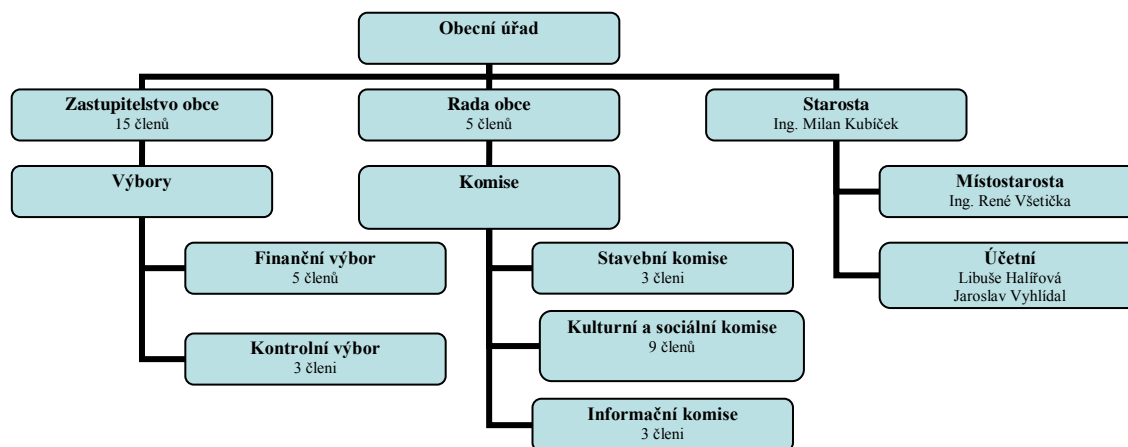 Obecní úřad
Zastupitelstvo obce
15 členů
Rada obce
5 členů
Starosta
Ing. Milan Kubíček
Výbory
Komise
Místostarosta
Ing. René Všetička
Finanční výbor
5 členů
Stavební komise
3 členi
Účetní
Libuše Halířová
Jaroslav Vyhlídal
Kulturní a sociální komise
9 členů
Kontrolní výbor
3 členi
Informační komise
3 členi